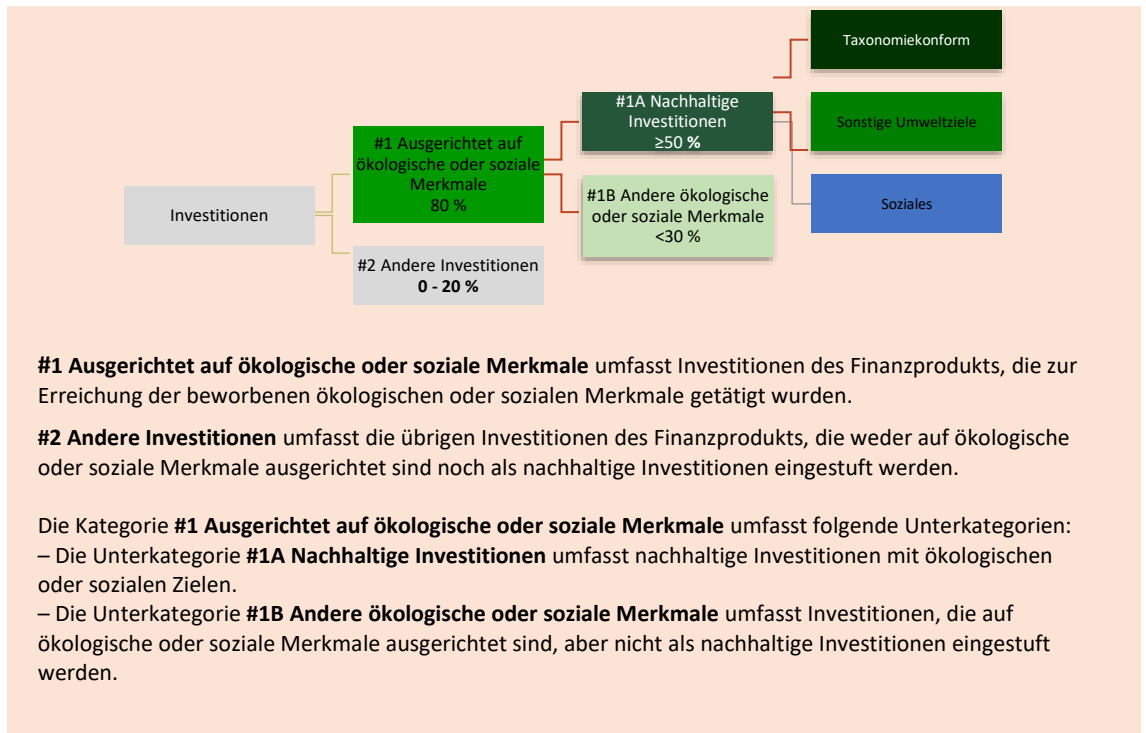 Taxonomiekonform
#1A Nachhaltige
Investitionen
≥50 %
Sonstige Umweltziele
#1 Ausgerichtet auf
ökologische oder soziale
Merkmale
80 %
#1B Andere ökologische
oder soziale Merkmale
<30 %
Soziales
Investitionen
#2 Andere Investitionen
0 - 20 %
#1 Ausgerichtet auf ökologische oder soziale Merkmale umfasst Investitionen des Finanzprodukts, die zur
Erreichung der beworbenen ökologischen oder sozialen Merkmale getätigt wurden.
#2 Andere Investitionen umfasst die übrigen Investitionen des Finanzprodukts, die weder auf ökologische
oder soziale Merkmale ausgerichtet sind noch als nachhaltige Investitionen eingestuft werden.
Die Kategorie #1 Ausgerichtet auf ökologische oder soziale Merkmale umfasst folgende Unterkategorien:
– Die Unterkategorie #1A Nachhaltige Investitionen umfasst nachhaltige Investitionen mit ökologischen
oder sozialen Zielen.
– Die Unterkategorie #1B Andere ökologische oder soziale Merkmale umfasst Investitionen, die auf
ökologische oder soziale Merkmale ausgerichtet sind, aber nicht als nachhaltige Investitionen eingestuft
werden.